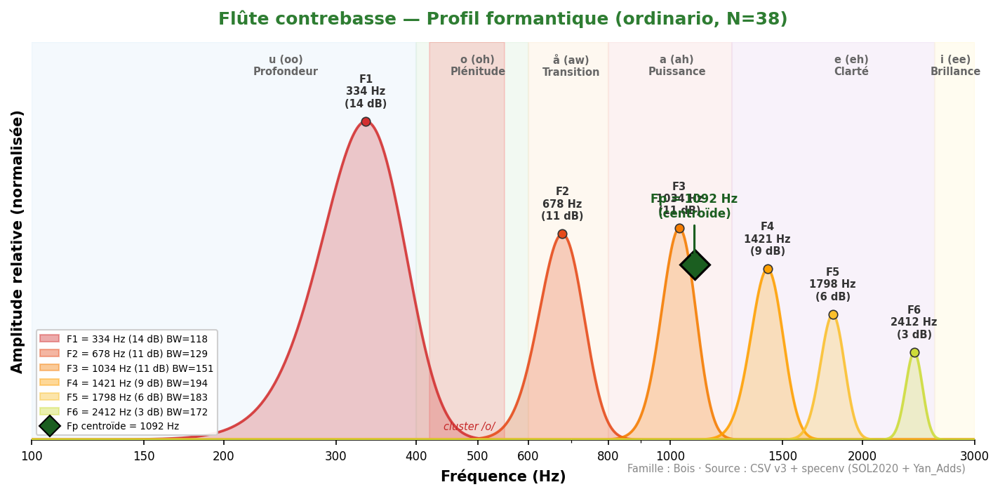 Flûte contrebasse — Profil formantique (ordinario, N=38)
u (oo)
Profondeur
o (oh)
Plénitude
å (aw)
Transition
a (ah)
Puissance
e (eh)
Clarté
i (ee)
Brillance
F1
334 Hz
(14 dB)
F2
678 Hz
(11 dB)
F3
1034 Hz
(11 dB)
Fp = 1092 Hz
(centroïde)
F4
1421 Hz
(9 dB)
F5
1798 Hz
(6 dB)
F6
2412 Hz
(3 dB)
Amplitude relative (normalisée)
F1 = 334 Hz (14 dB) BW=118
F2 = 678 Hz (11 dB) BW=129
F3 = 1034 Hz (11 dB) BW=151
F4 = 1421 Hz (9 dB) BW=194
F5 = 1798 Hz (6 dB) BW=183
F6 = 2412 Hz (3 dB) BW=172
Fp centroïde = 1092 Hz
cluster /o/
100 150 200 300 400 500 600 800 1000 1500 2000 3000
Fréquence (Hz)
Famille : Bois · Source : CSV v3 + specenv (SOL2020 + Yan_Adds)